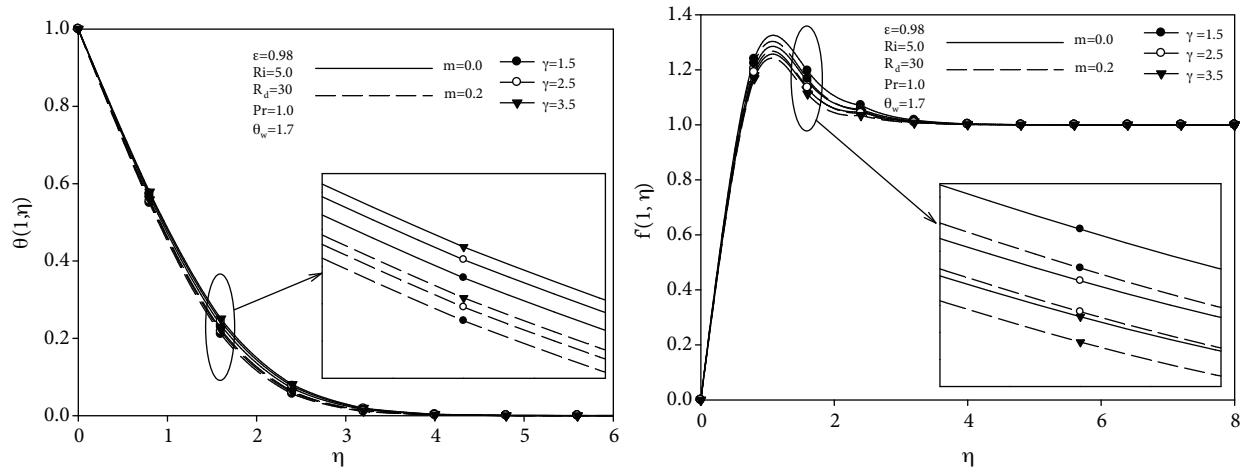 1.0
0.8
0.6
0.4
0.2
0.0
θ(1,η)
ε=0.98
Ri=5.0
R_d=30
Pr=1.0
θ_w=1.7
m=0.0
m=0.2
γ=1.5
γ=2.5
γ=3.5
0 1 2 3 4 5 6
η
1.4
1.2
1.0
0.8
0.6
0.4
0.2
0.0
f'(1, η)
ε=0.98
Ri=5.0
R_d=30
Pr=1.0
θ_w=1.7
m=0.0
m=0.2
γ =1.5
γ =2.5
γ =3.5
0 2 4 6 8
η